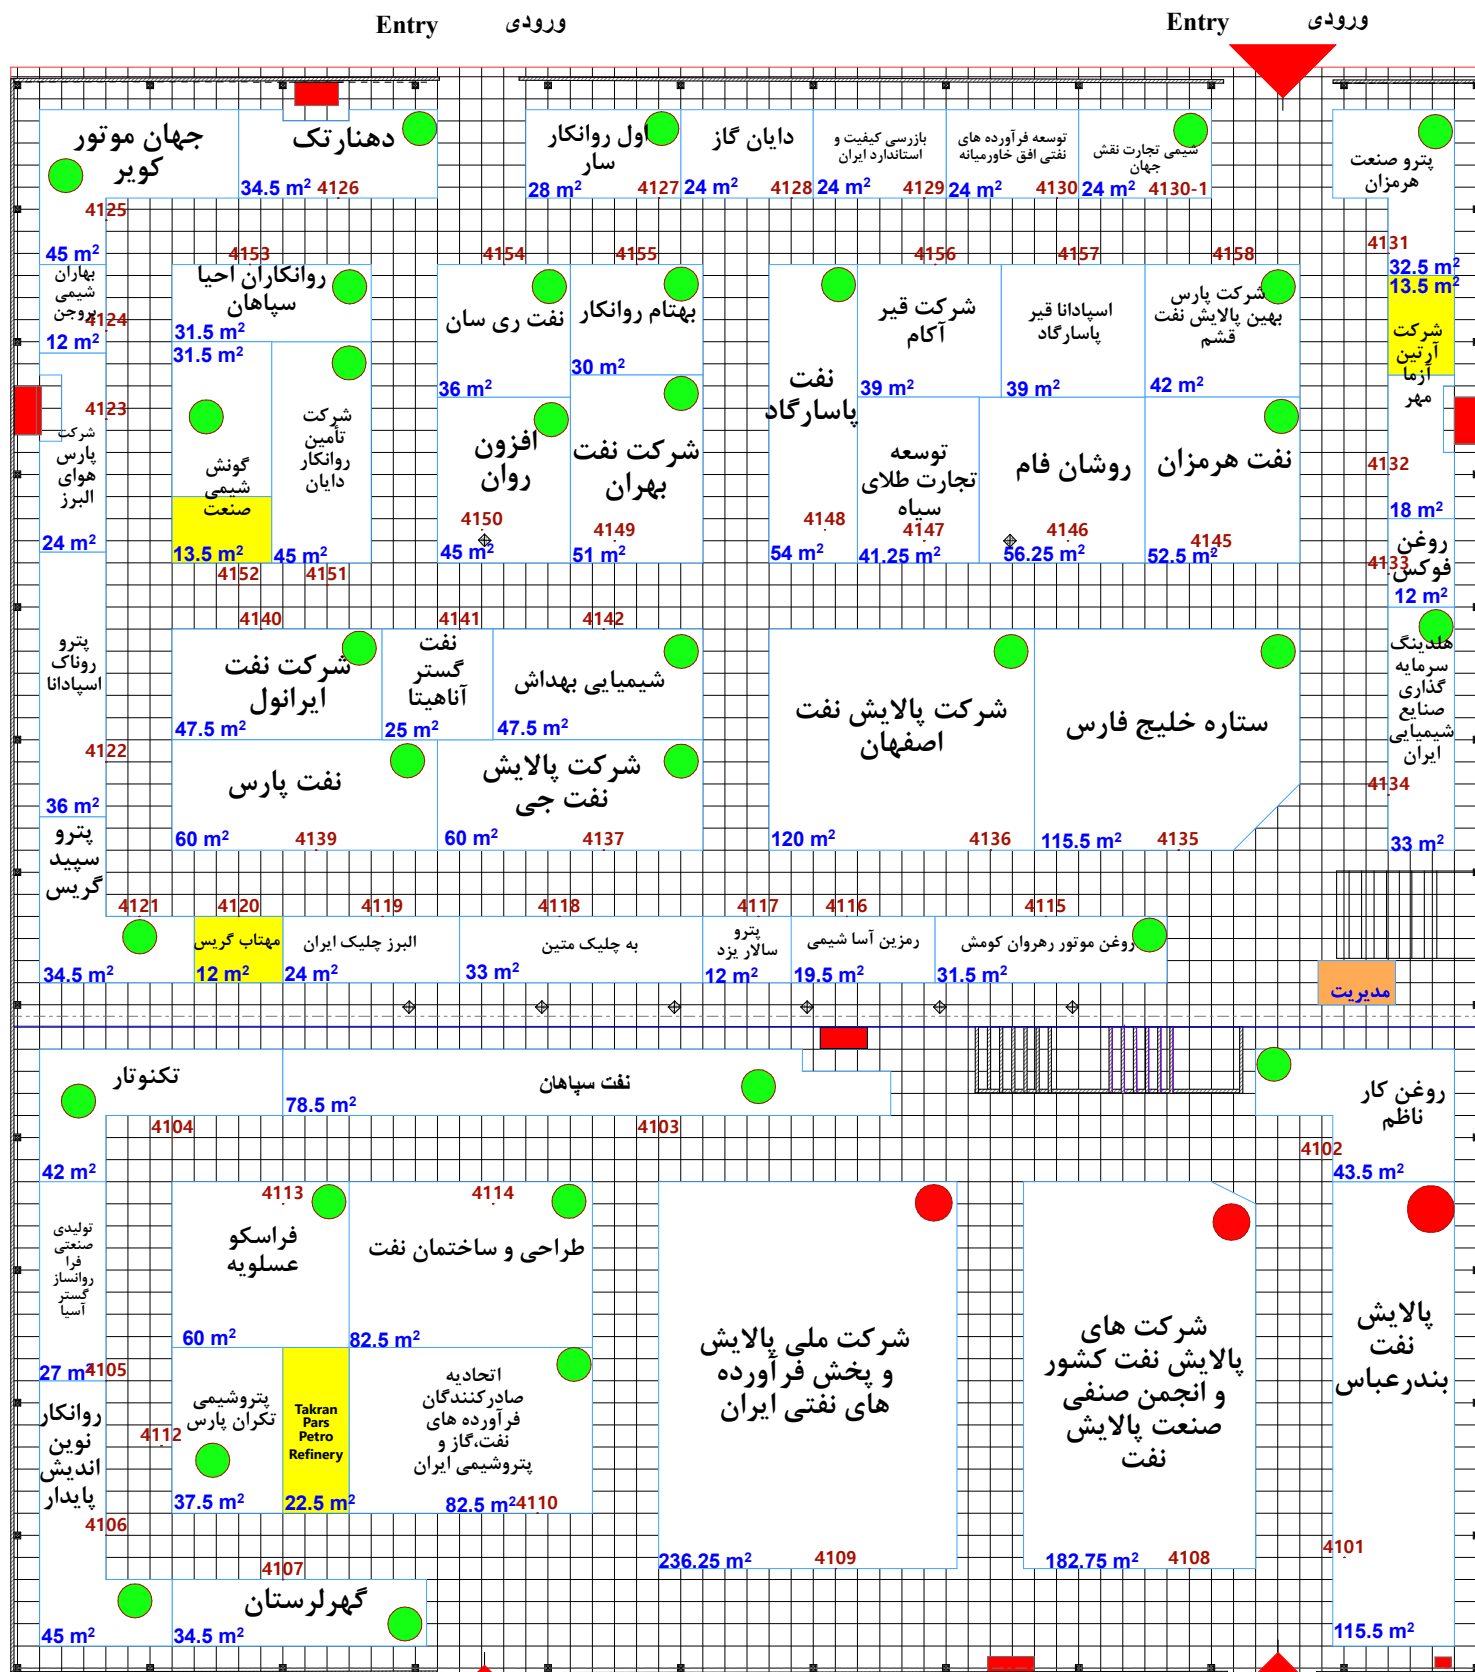 Entry
ورودی
Entry
ورودی
جهان موتور
کویر
45 m²
4125
دهنارتک
34.5 m²
4126
اول روانکار
سار
28 m²
4127
دایان گاز
24 m²
4128
بازرسی کیفیت و
استاندارد ایران
24 m²
4129
توسعه فرآورده های
نفتی افق خاورمیانه
24 m²
4130
شیمی تجارت نقش
جهان
24 m²
4130-1
پترو صنعت
هرمزان
4131
32.5 m²
بهاران
شیمی
بروجن
4124
12 m²
4153
روانکاران احیا
سپاهان
31.5 m²
4154
نفت ری سان
36 m²
4155
بهتام روانکار
30 m²
نفت
پاسارگاد
4148
54 m²
4156
شرکت قیر
آکام
39 m²
4157
اسپادانا قیر
پاسارگاد
39 m²
4158
شرکت پارس
بهین پالایش نفت
قشم
42 m²
13.5 m²
شرکت
آرتین
آزما
مهر
4132
18 m²
4123
شرکت
پارس
هوای
البرز
24 m²
31.5 m²
گونش
شیمی
صنعت
13.5 m²
4152
شرکت
تأمین
روانکار
دایان
45 m²
4151
افزون
روان
4150
45 m²
شرکت نفت
بهران
4149
51 m²
توسعه
تجارت طلای
سیاه
4147
41.25 m²
روشان فام
4146
56.25 m²
نفت هرمزان
4145
52.5 m²
روغن
فوکس
4133
12 m²
پترو
روناک
اسپادانا
4122
36 m²
4140
شرکت نفت
ایرانول
47.5 m²
4141
نفت
گستر
آناهیتا
25 m²
4142
شیمیایی بهداش
47.5 m²
شرکت پالایش نفت
اصفهان
120 m²
4136
ستاره خلیج فارس
115.5 m²
4135
هلدینگ
سرمایه
گذاری
صنایع
شیمیایی
ایران
4134
33 m²
نفت پارس
60 m²
4139
شرکت پالایش
نفت جی
60 m²
4137
پترو
سپید
گریس
4121
34.5 m²
4120
مهتاب گریس
12 m²
4119
البرز چلیک ایران
24 m²
4118
به چلیک متین
33 m²
4117
پترو
سالار یزد
12 m²
4116
رمزین آسا شیمی
19.5 m²
4115
روغن موتور رهروان کومش
31.5 m²
مدیریت
تکنوتار
4104
42 m²
نفت سپاهان
78.5 m²
4103
روغن کار
ناظم
4102
43.5 m²
تولیدی
صنعتی
فرا
روانساز
گستر
آسیا
27 m²
4105
4113
فراسکو
عسلویه
60 m²
4114
طراحی و ساختمان نفت
82.5 m²
شرکت ملی پالایش
و پخش فرآورده
های نفتی ایران
236.25 m²
4109
شرکت های
پالایش نفت کشور
و انجمن صنفی
صنعت پالایش
نفت
182.75 m²
4108
پالایش
نفت
بندرعباس
4101
115.5 m²
روانکار
نوین
اندیش
پایدار
4106
45 m²
پتروشیمی
تکران پارس
4112
37.5 m²
Takran
Pars
Petro
Refinery
22.5 m²
اتحادیه
صادرکنندگان
فرآورده های
نفت،گاز و
پتروشیمی ایران
82.5 m²
4110
4107
گهرلرستان
34.5 m²